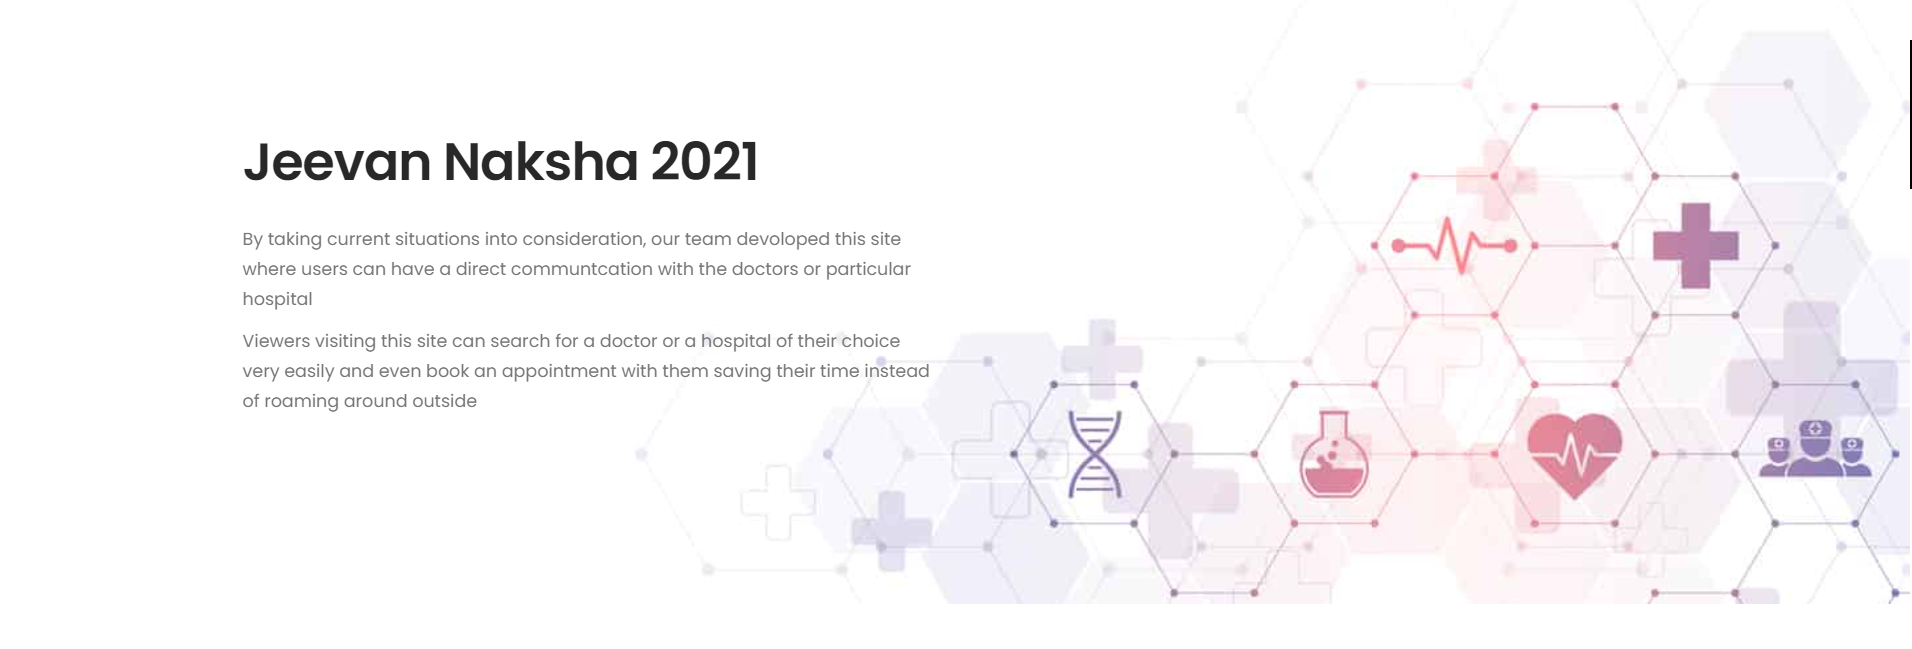 Jeevan Naksha 2021
By taking current situations into consideration, our team devoloped this site
where users can have a direct communtcation with the doctors or particular
hospital
Viewers visiting this site can search for a doctor or a hospital of their choice
very easily and even book an appointment with them saving their time instead
of roaming around outside